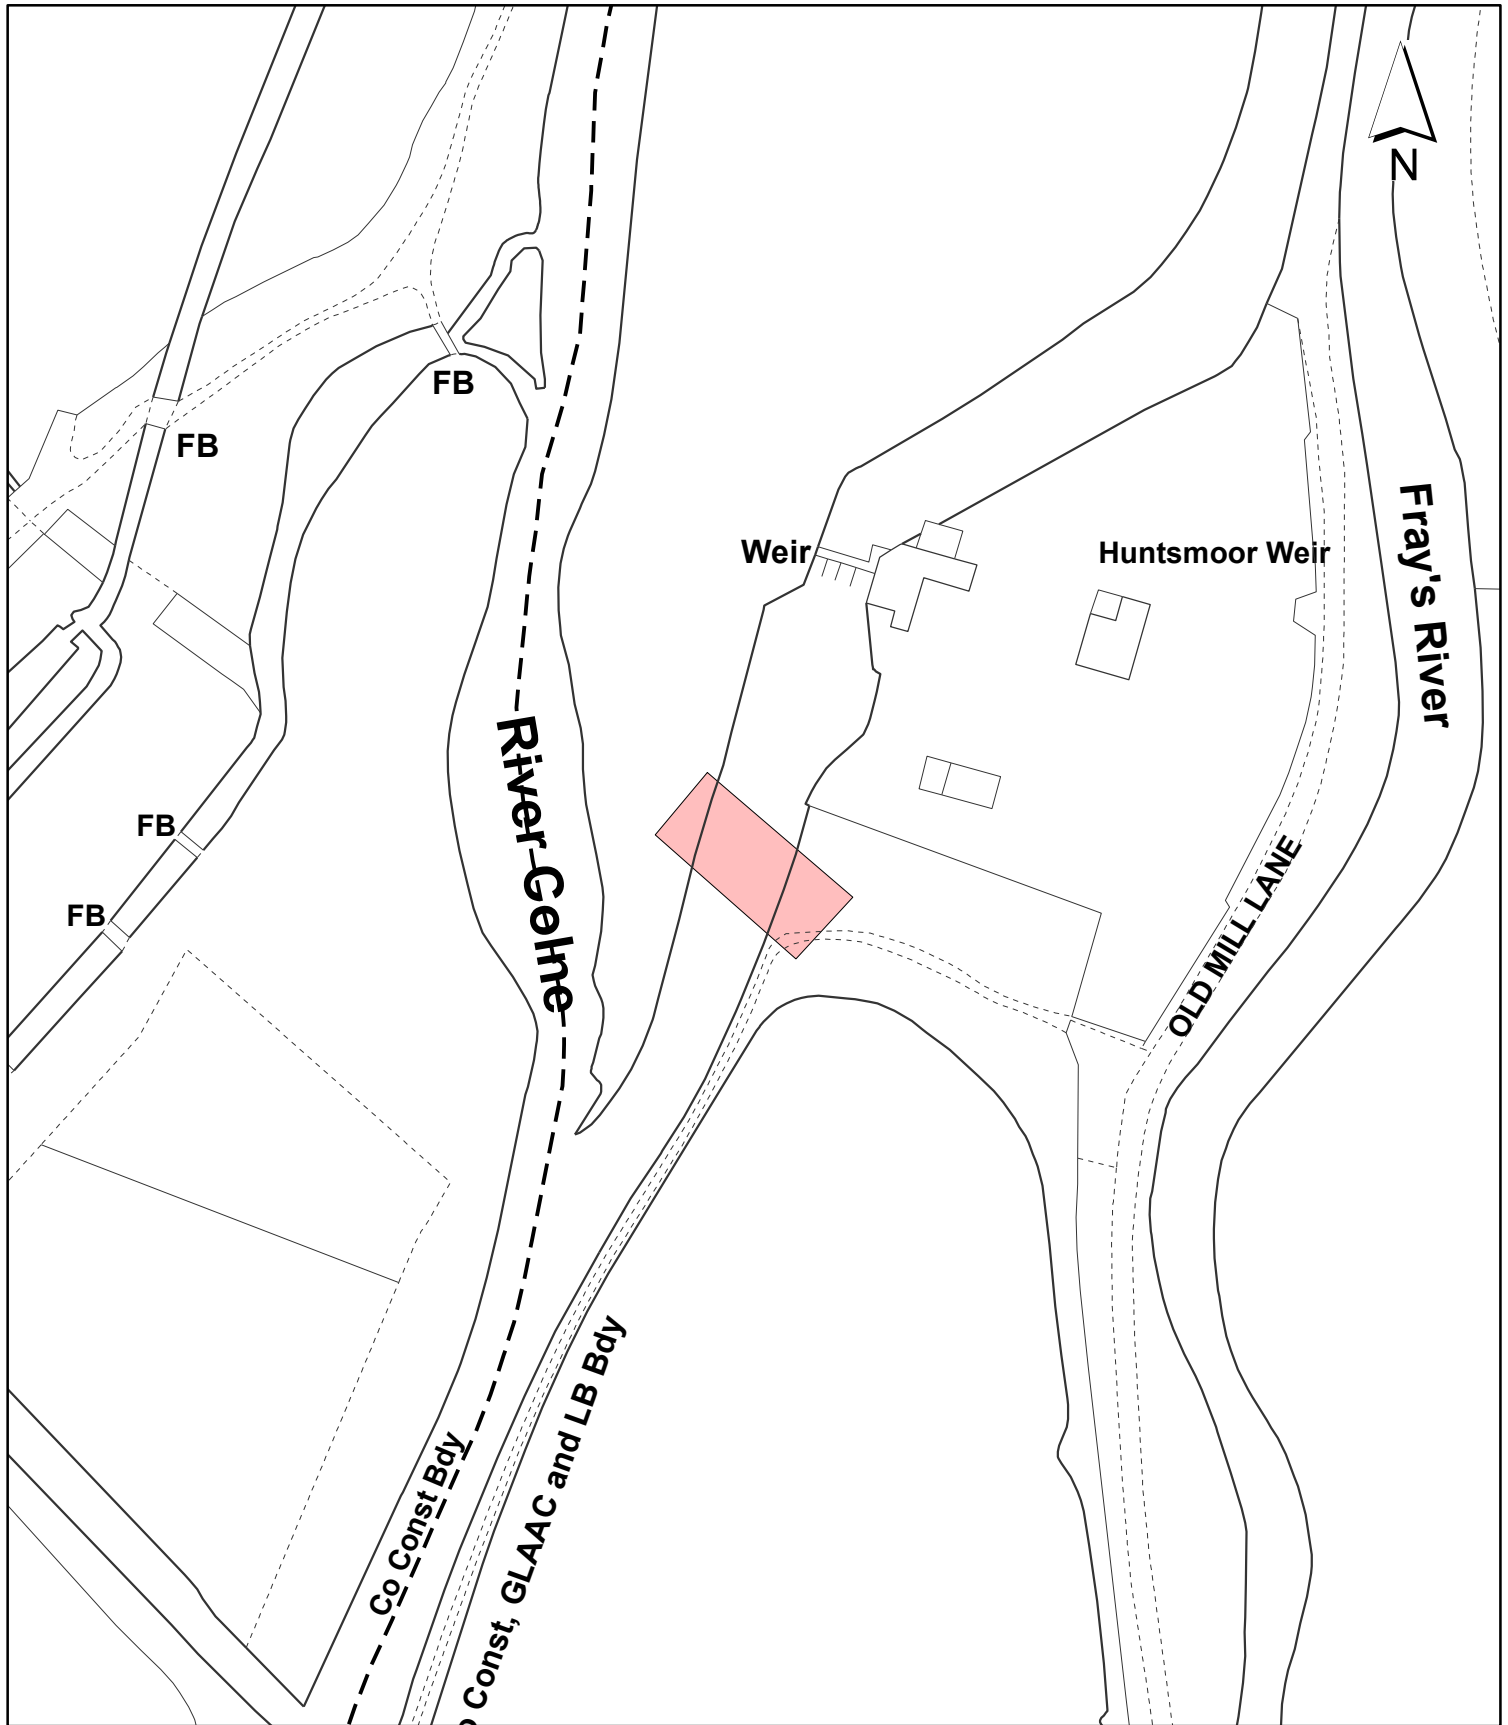 N
FB
FB
Weir
Huntsmoor Weir
Fray's River
River Colne
FB
FB
OLD MILL LANE
Co Const Bdy
Const, GLAAC and LB Bdy